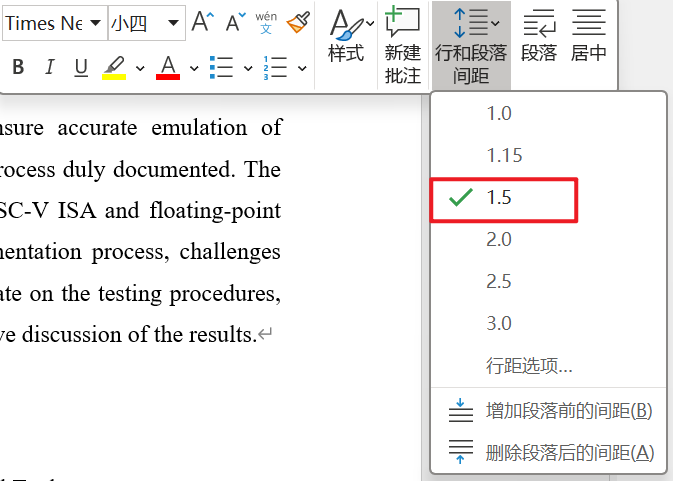 Times Ne 小四 A A wén 文
B I U A 1 2 3
样式 新建 批注 行和段落 间距 段落 居中
1.0
1.15
1.5
2.0
2.5
3.0
行距选项...
增加段落前的间距(B)
删除段落后的间距(A)
nsure accurate emulation of
rocess duly documented. The
SC-V ISA and floating-point
nentation process, challenges
ate on the testing procedures,
ve discussion of the results.↵